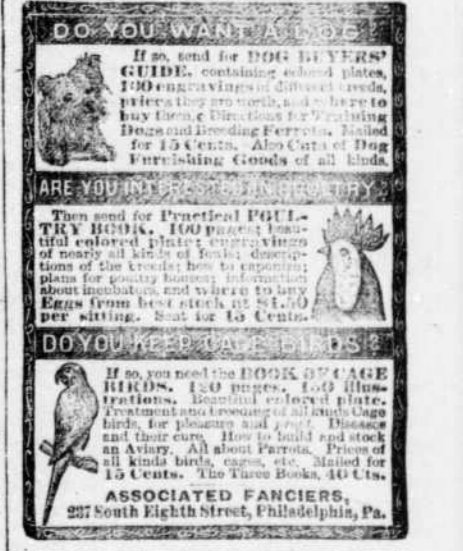 DO YOU WANT A DOG
If so, send for DOG BUYERS'
GUIDE, containing colored plates,
100 engravings of different breeds,
prices they are worth, and where to
buy them. Directions for Training
Dogs and Breeding Ferrets. Mailed
for 15 Cents. Also Cuts of Dog
Furnishing Goods of all kinds.
ARE YOU INTERESTED IN POULTRY?
Then send for Practical POUL-
TRY BOOK. 100 pages; beau-
tiful colored plate; engravings
of nearly all kinds of fowls; descrip-
tions of the breeds; how to caponize;
plans for poultry houses; information
about incubators, and where to buy
Eggs from best stock at $1.50
per sitting. Sent for 15 Cents.
DO YOU KEEP CAGE BIRDS?
If so, you need the BOOK OF CAGE
BIRDS. 120 pages. 150 illus-
trations. Beautiful colored plate.
Treatment and breeding of all kinds Cage
birds, for pleasure and profit. Diseases
and their cure. How to build and stock
an Aviary. All about Parrots. Prices of
all kinds birds, cages, etc. Mailed for
15 Cents. The Three Books, 40 Cts.
ASSOCIATED FANCIERS,
237 South Eighth Street, Philadelphia, Pa.